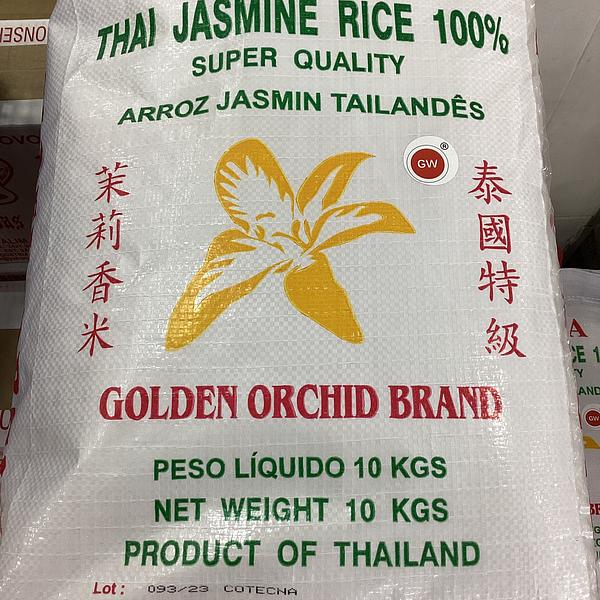 THAI JASMINE RICE 100%
SUPER QUALITY
ARROZ JASMIN TAILANDÊS
GW®
泰國特級
茉莉香米
GOLDEN ORCHID BRAND
PESO LÍQUIDO 10 KGS
NET WEIGHT 10 KGS
PRODUCT OF THAILAND
Lot: 093/23 COTECNA
GW